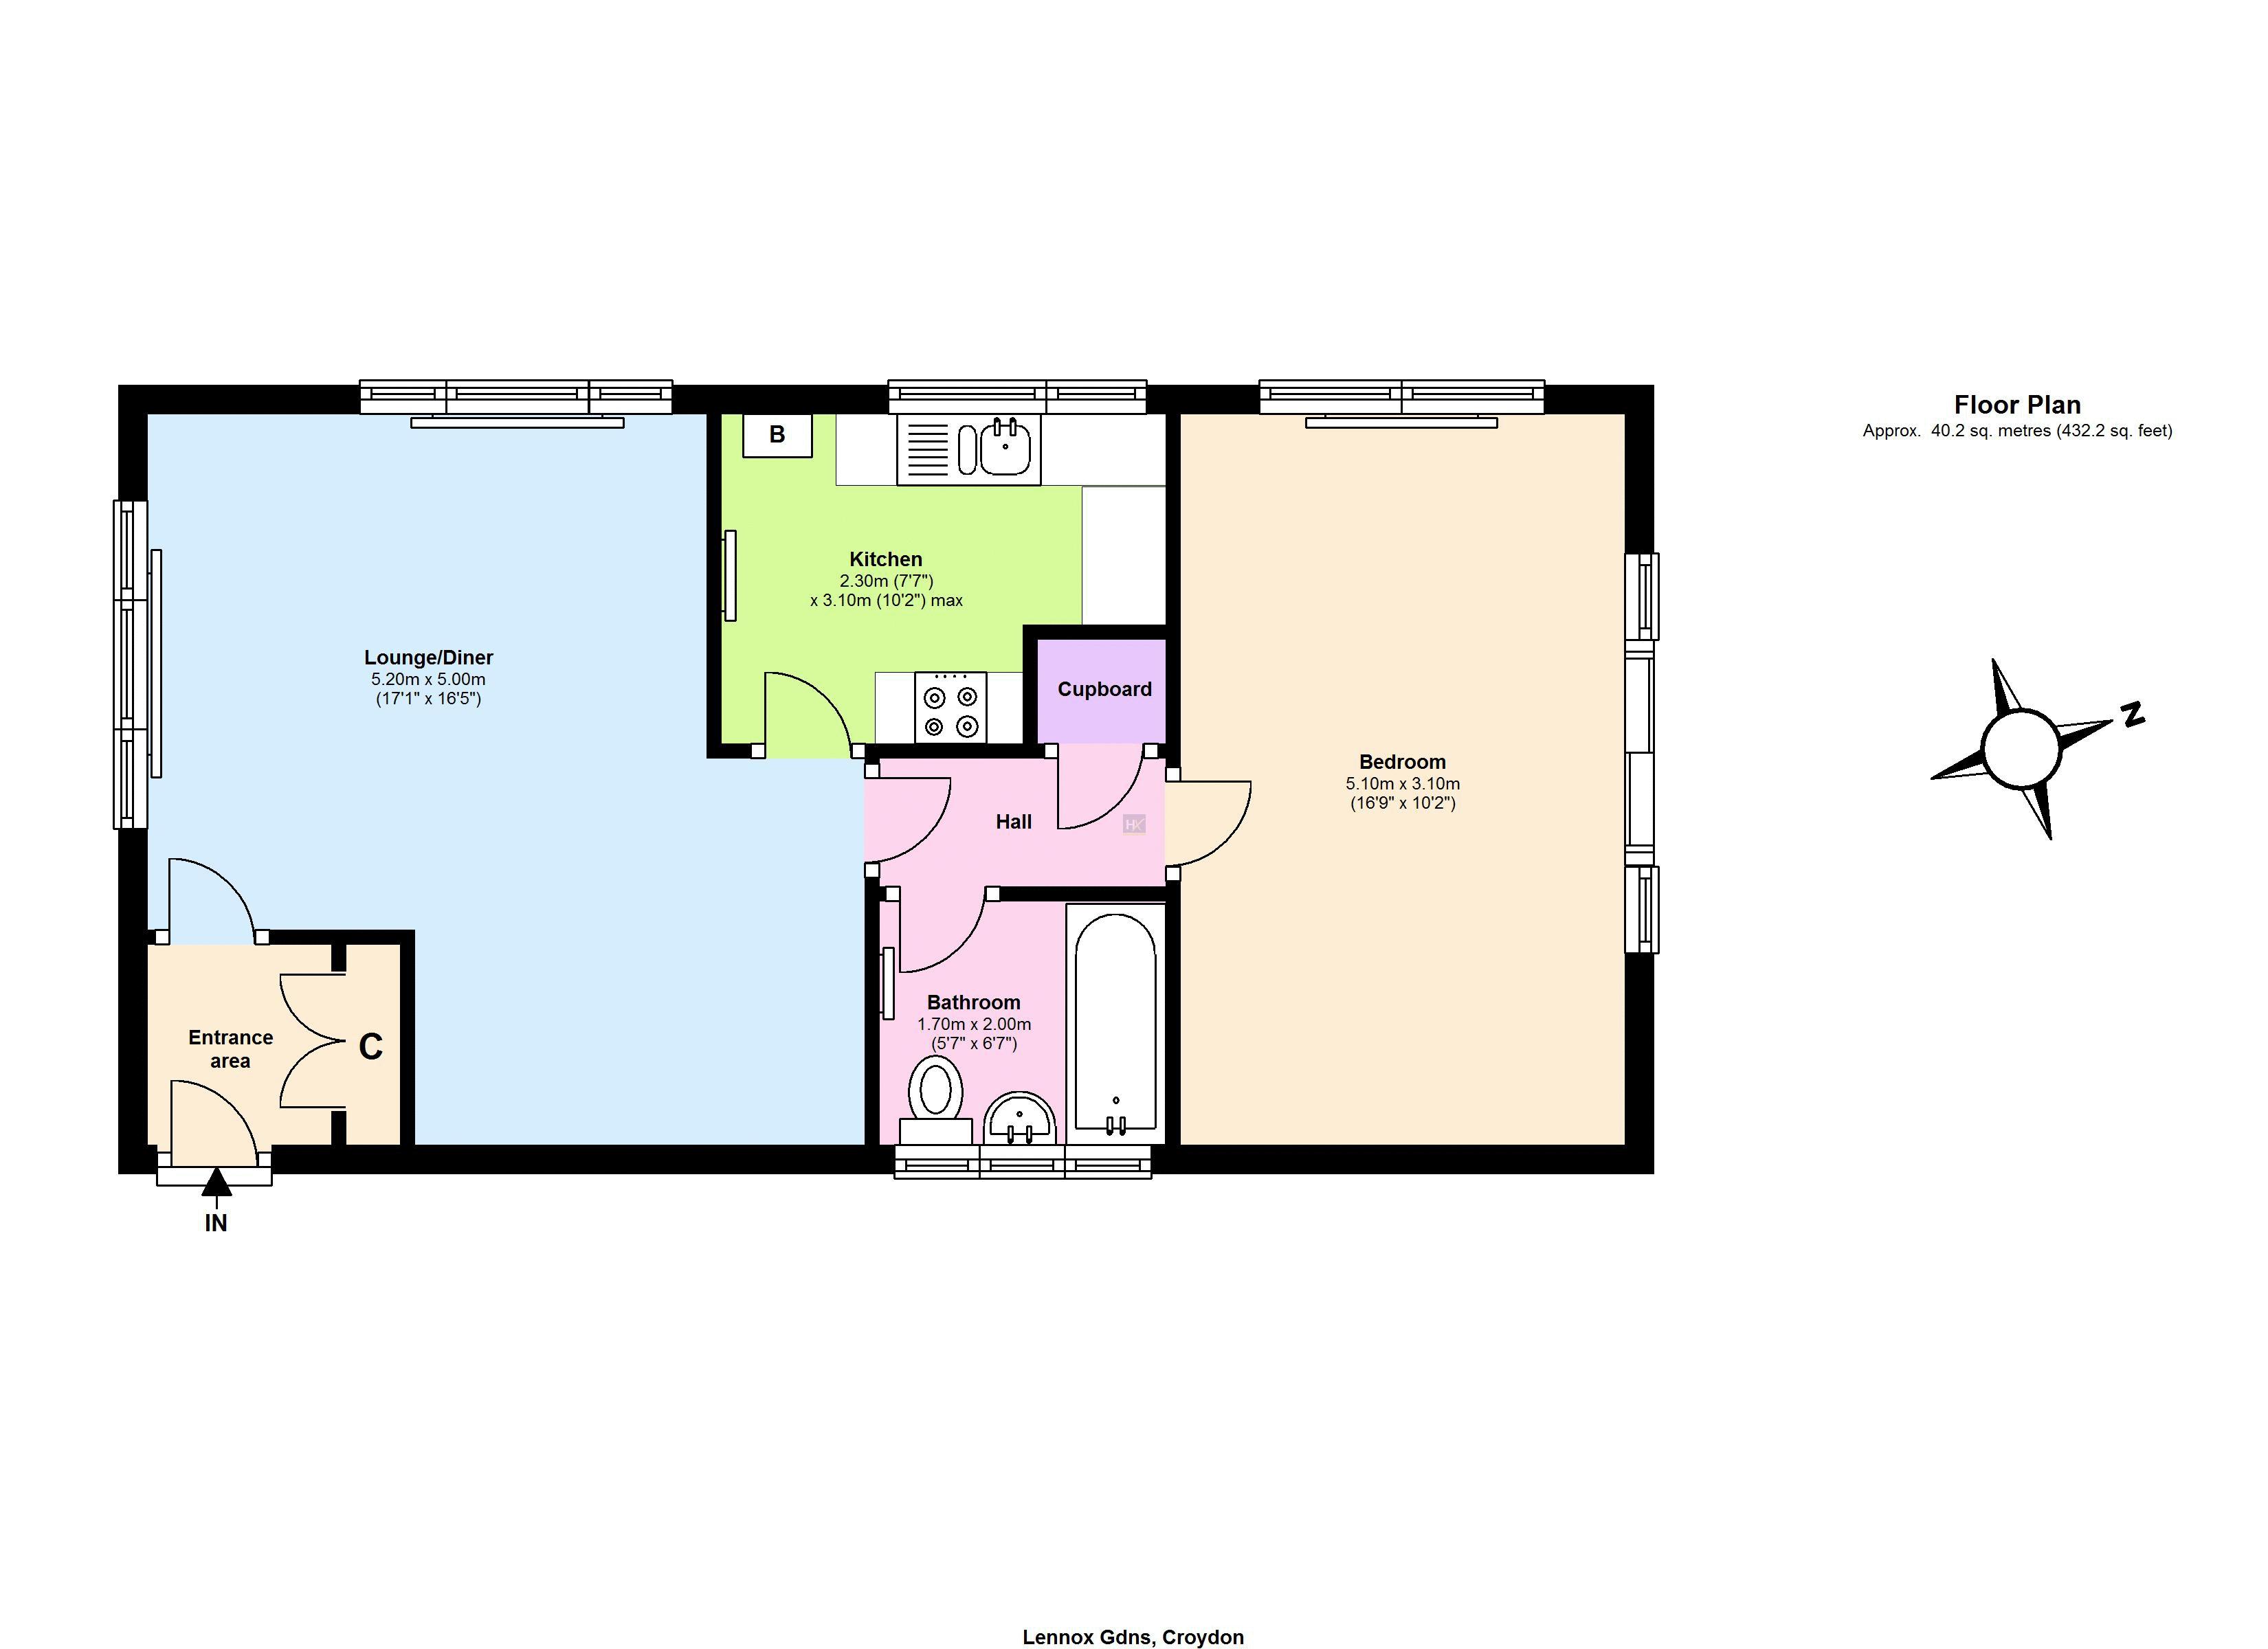 Floor Plan
Approx. 40.2 sq. metres (432.2 sq. feet)
B
Kitchen
2.30m (7'7")
x 3.10m (10'2") max
Lounge/Diner
5.20m x 5.00m
(17'1" x 16'5")
Cupboard
N
Bedroom
5.10m x 3.10m
(16'9" x 10'2")
Hall
HX
Bathroom
1.70m x 2.00m
(5'7" x 6'7")
Entrance
area
C
IN
Lennox Gdns, Croydon